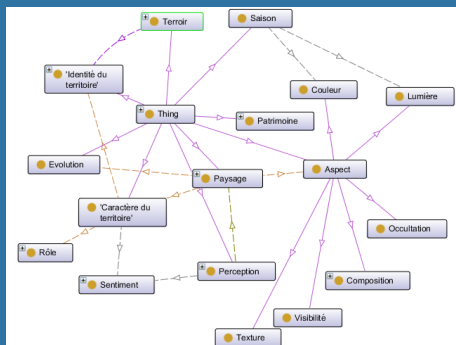 Terroir
Saison
'Identité du
territoire'
Couleur
Lumière
Thing
Patrimoine
Evolution
Paysage
Aspect
'Caractère du
territoire'
Occultation
Rôle
Sentiment
Perception
Composition
Visibilité
Texture